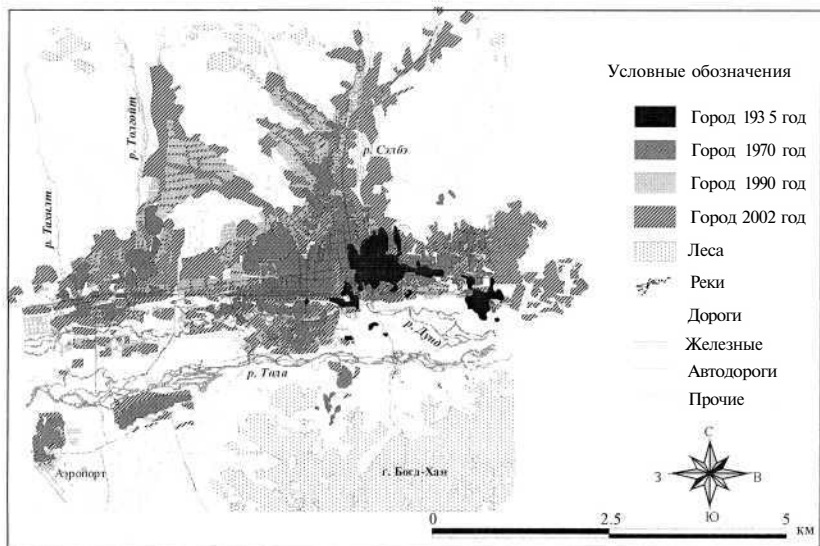 Условные обозначения
Город 193 5 год
Город 1970 год
Город 1990 год
Город 2002 год
Леса
Реки
Дороги
Железные
Автодороги
Прочие
р. Толгойт
р. Тахилт
р. Сэлбэ
р. Дунд
р. Тола
Аэропорт
г. Богд-Хан
С
З
В
Ю
0
2.5
5
км